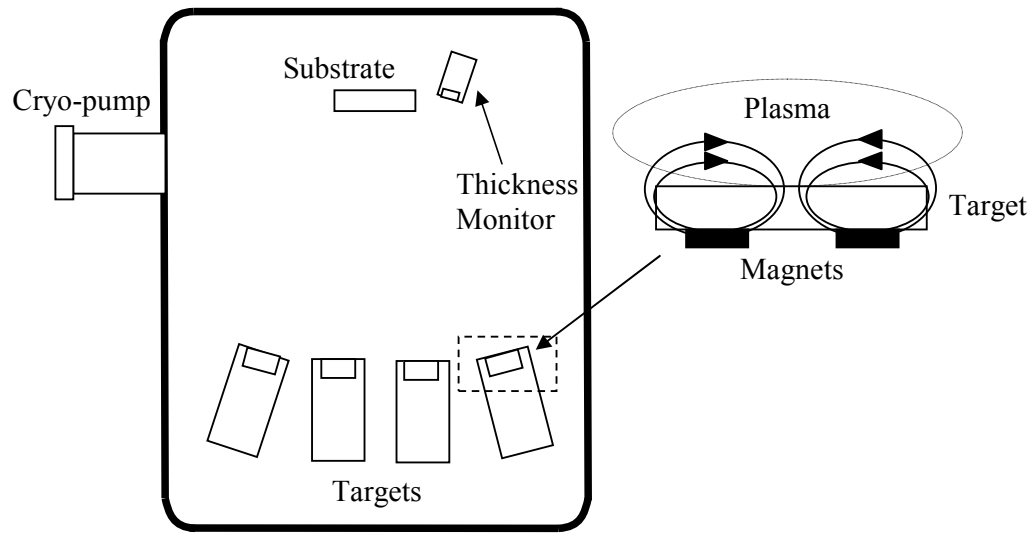 Substrate
Cryo-pump
Thickness
Monitor
Targets
Plasma
Target
Magnets